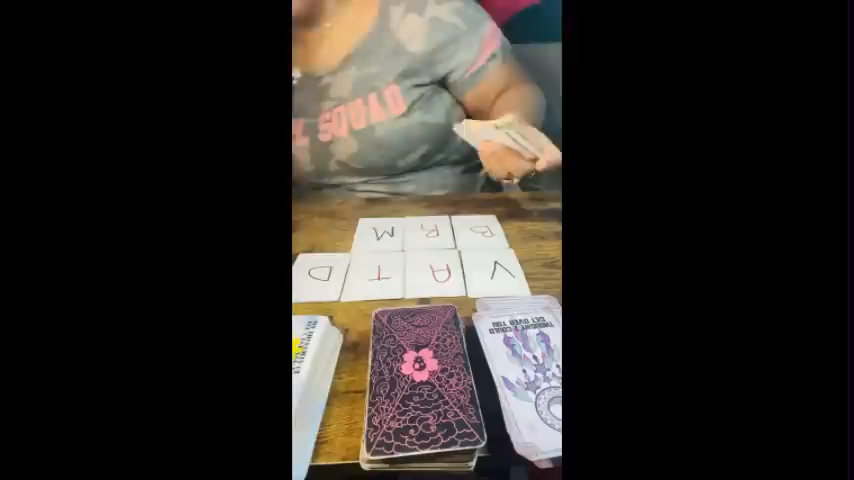 SQUAD
M R B
D T A V
THOUGHT I COULD
GET OVER YOU